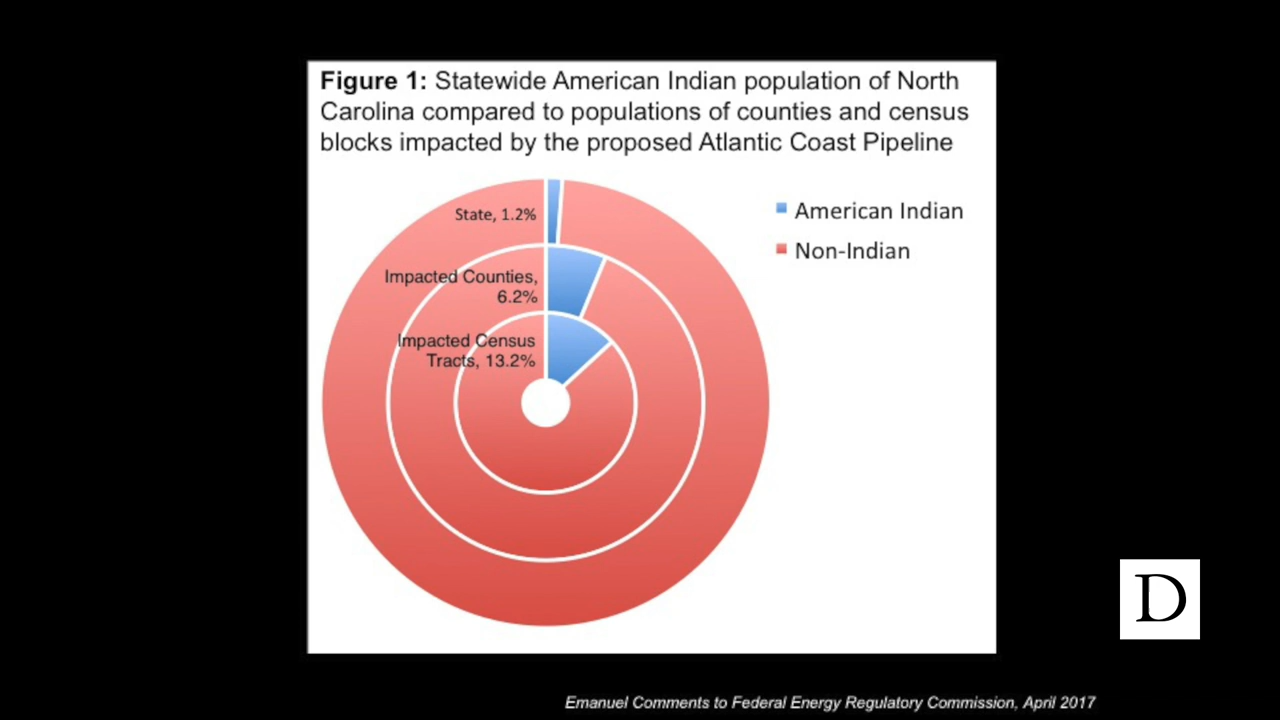 Figure 1: Statewide American Indian population of North
Carolina compared to populations of counties and census
blocks impacted by the proposed Atlantic Coast Pipeline
State, 1.2%
Impacted Counties,
6.2%
Impacted Census
Tracts, 13.2%
American Indian
Non-Indian
D
Emanuel Comments to Federal Energy Regulatory Commission, April 2017